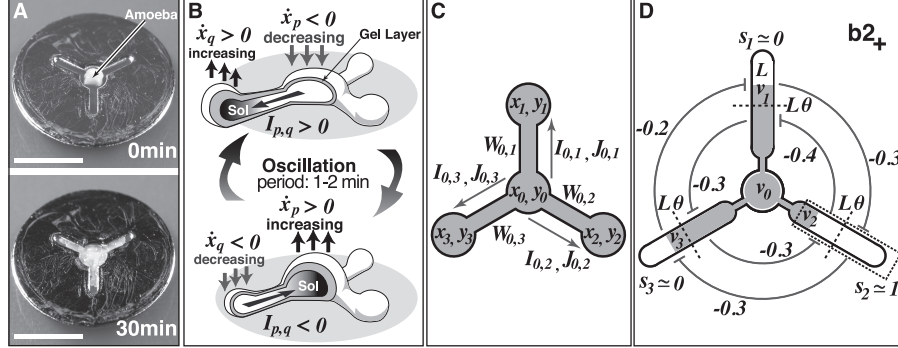 A
Amoeba
0min
30min
B
ẋq > 0
increasing
ẋp < 0
decreasing
Gel Layer
Sol
Ip,q > 0
Oscillation
period: 1-2 min
ẋp > 0
increasing
ẋq < 0
decreasing
Sol
Ip,q < 0
C
x1, y1
W0,1
I0,1 , J0,1
I0,3 , J0,3
x0, y0
W0,2
x3, y3
W0,3
x2, y2
I0,2 , J0,2
D
b2+
s1≃0
L
v1
Lθ
-0.2
-0.4
-0.3
-0.3
v0
Lθ
Lθ
v2
v3
-0.3
s3≃0
s2≃1
-0.3